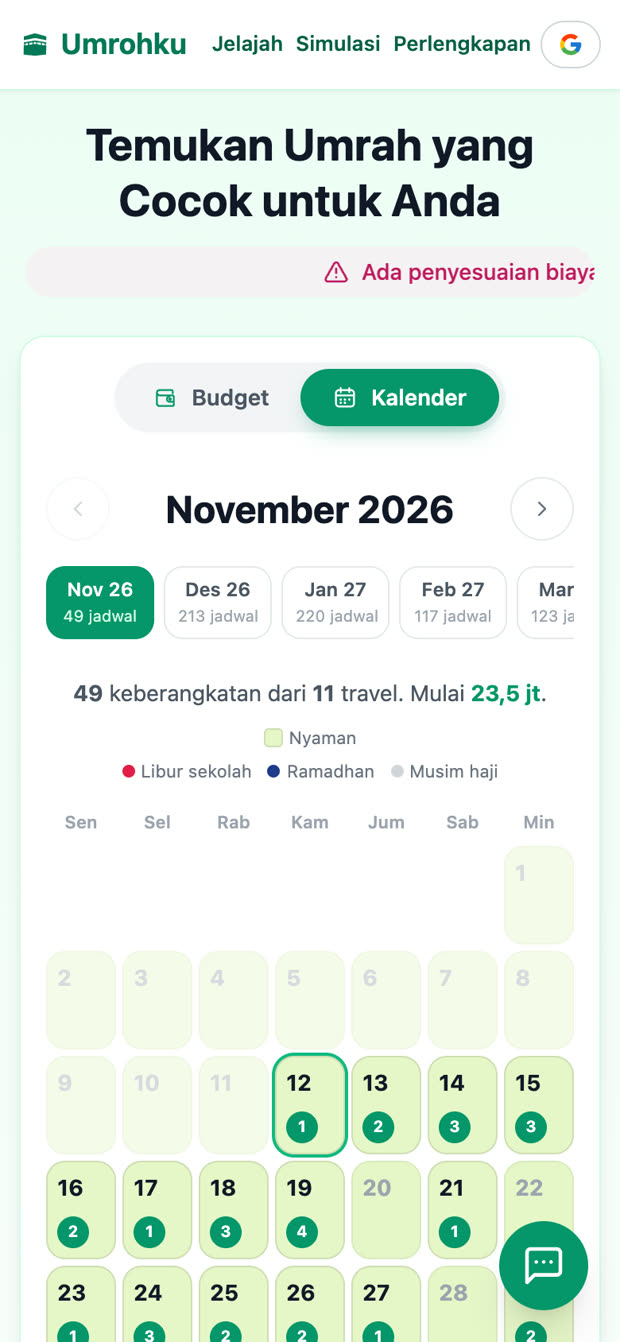 Umrohku Jelajah Simulasi Perlengkapan
Temukan Umrah yang
Cocok untuk Anda
Ada penyesuaian biaya
Budget Kalender
November 2026
Nov 26 Des 26 Jan 27 Feb 27 Mar
49 jadwal 213 jadwal 220 jadwal 117 jadwal 123 ja
49 keberangkatan dari 11 travel. Mulai 23,5 jt.
Nyaman
Libur sekolah Ramadhan Musim haji
Sen Sel Rab Kam Jum Sab Min
1
2 3 4 5 6 7 8
9 10 11 12 13 14 15
1 2 3 3
16 17 18 19 20 21 22
2 1 3 4 1
23 24 25 26 27 28
1 3 2 2 1 2